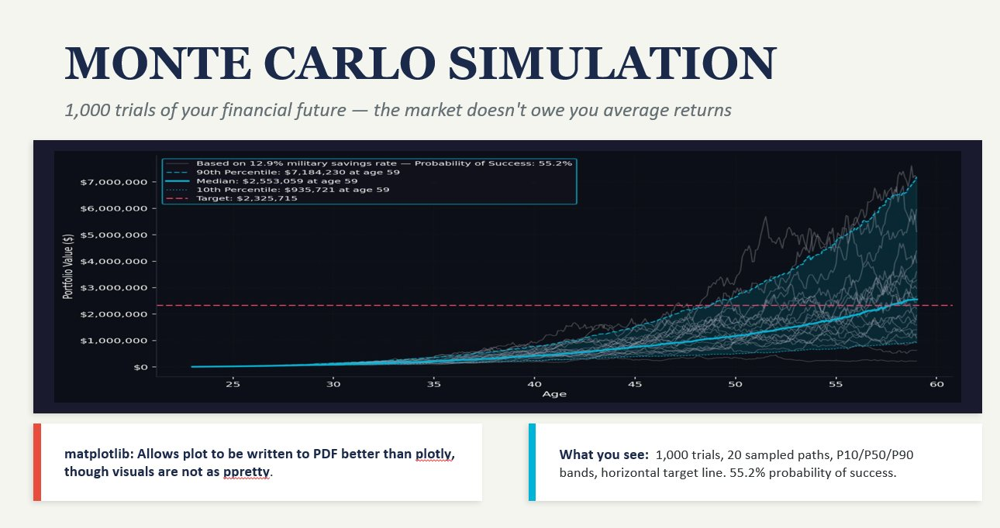 MONTE CARLO SIMULATION
1,000 trials of your financial future — the market doesn't owe you average returns
Based on 12.9% military savings rate — Probability of Success: 55.2%
90th Percentile: $7,184,230 at age 59
Median: $2,553,059 at age 59
10th Percentile: $935,721 at age 59
Target: $2,325,715
Portfolio Value ($)
$7,000,000
$6,000,000
$5,000,000
$4,000,000
$3,000,000
$2,000,000
$1,000,000
$0
25 30 35 40 45 50 55 60
Age
matplotlib: Allows plot to be written to PDF better than plotly,
though visuals are not as ppretty.
What you see: 1,000 trials, 20 sampled paths, P10/P50/P90
bands, horizontal target line. 55.2% probability of success.